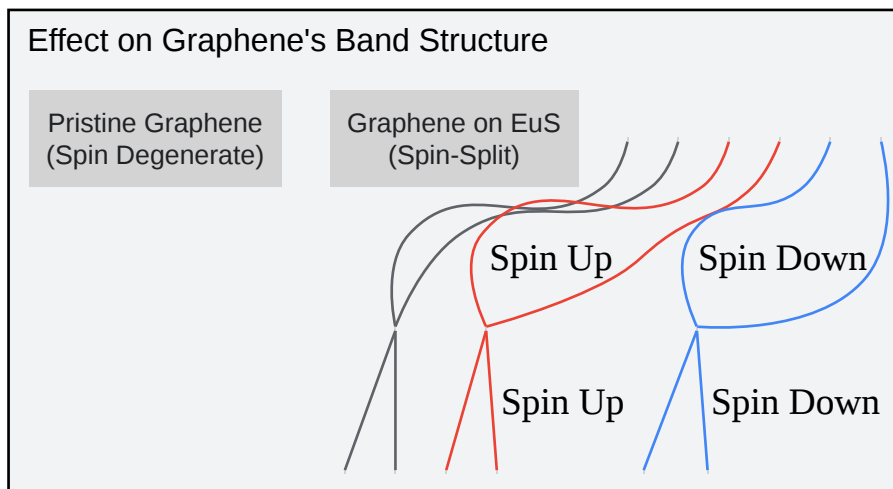 Effect on Graphene's Band Structure
Pristine Graphene
(Spin Degenerate)
Graphene on EuS
(Spin-Split)
Spin Up
Spin Down
Spin Up
Spin Down